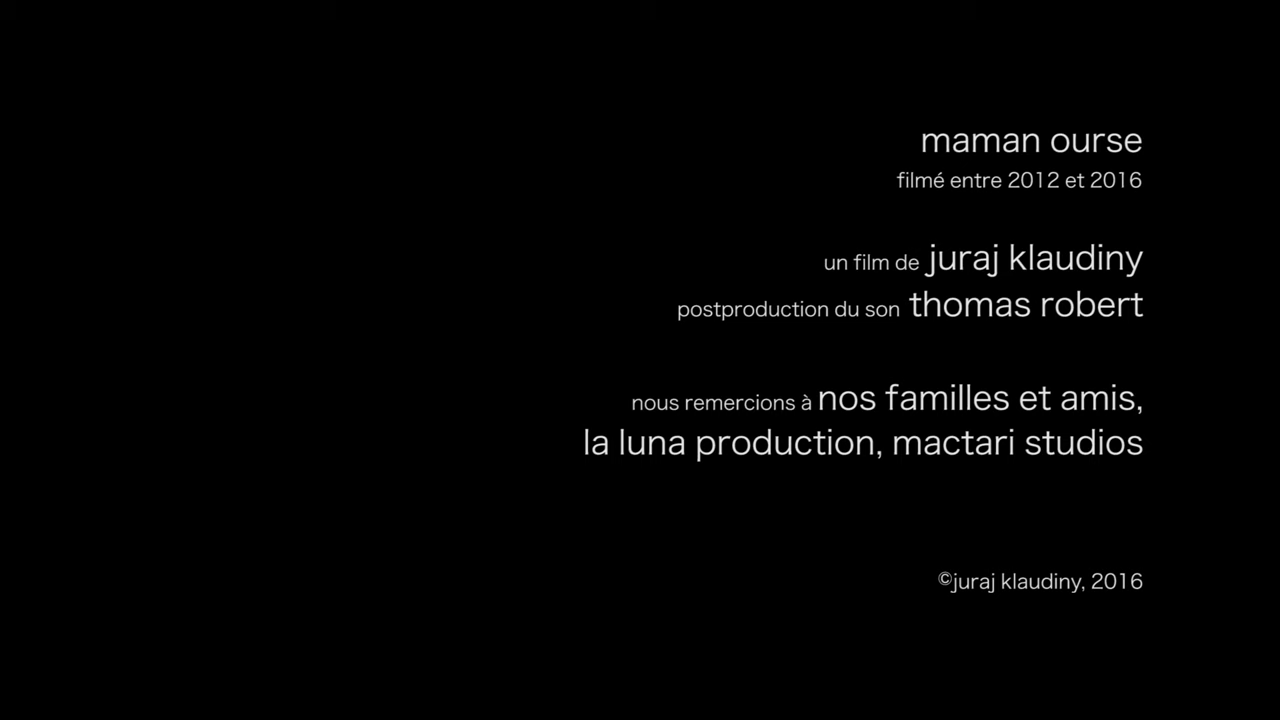 maman ourse
filmé entre 2012 et 2016
un film de juraj klaudiny
postproduction du son thomas robert
nous remercions à nos familles et amis,
la luna production, mactari studios
©juraj klaudiny, 2016